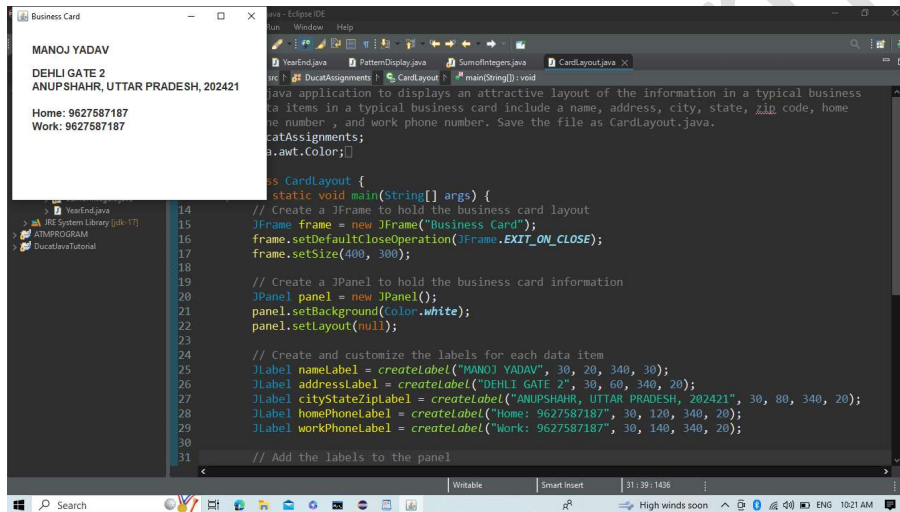 Business Card
MANOJ YADAV
DEHLI GATE 2
ANUPSHAHR, UTTAR PRADESH, 202421
Home: 9627587187
Work: 9627587187
.java - Eclipse IDE
Run Window Help
YearEnd.java PatternDisplay.java SumofIntegers.java CardLayout.java
src DucatAssignments CardLayout main(String[]) : void
java application to displays an attractive layout of the information in a typical business
ta items in a typical business card include a name, address, city, state, zip code, home
ne number , and work phone number. Save the file as CardLayout.java.
catAssignments;
a.awt.Color;
ss CardLayout {
static void main(String[] args) {
14 // Create a JFrame to hold the business card layout
15 JFrame frame = new JFrame("Business Card");
16 frame.setDefaultCloseOperation(JFrame.EXIT_ON_CLOSE);
17 frame.setSize(400, 300);
18
19 // Create a JPanel to hold the business card information
20 JPanel panel = new JPanel();
21 panel.setBackground(Color.white);
22 panel.setLayout(null);
23
24 // Create and customize the labels for each data item
25 JLabel nameLabel = createLabel("MANOJ YADAV", 30, 20, 340, 30);
26 JLabel addressLabel = createLabel("DEHLI GATE 2", 30, 60, 340, 20);
27 JLabel cityStateZipLabel = createLabel("ANUPSHAHR, UTTAR PRADESH, 202421", 30, 80, 340, 20);
28 JLabel homePhoneLabel = createLabel("Home: 9627587187", 30, 120, 340, 20);
29 JLabel workPhoneLabel = createLabel("Work: 9627587187", 30, 140, 340, 20);
30
31 // Add the labels to the panel
YearEnd.java
JRE System Library [jdk-17]
ATMPROGRAM
DucatJavaTutorial
Writable Smart Insert 31 : 39 : 1436
Search High winds soon ENG 10:21 AM